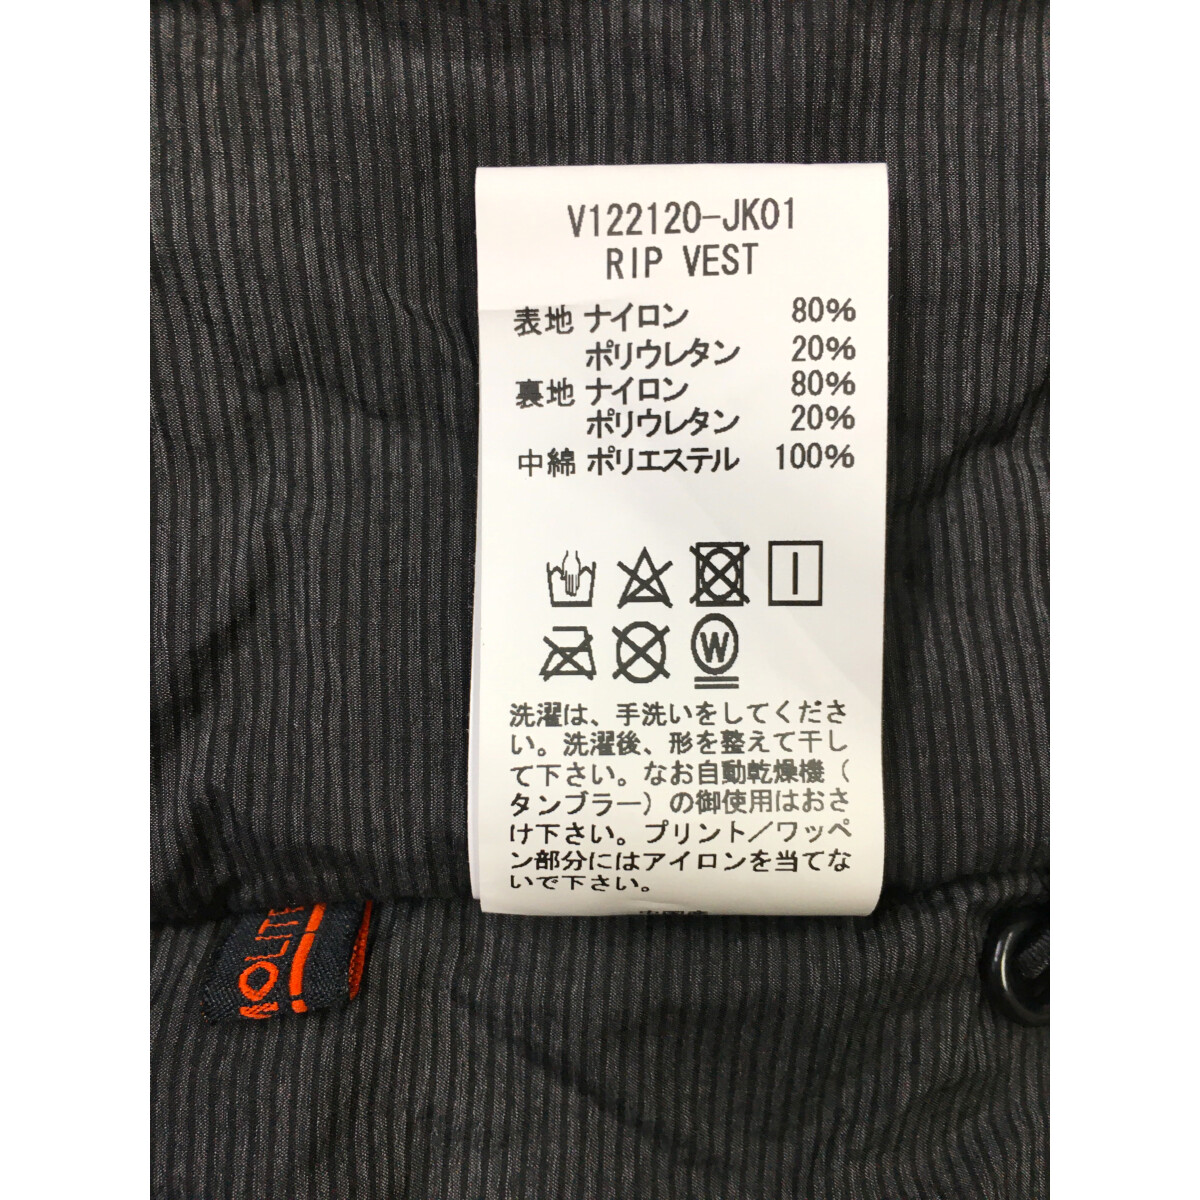 V122120-JK01
RIP VEST
表地 ナイロン 80%
ポリウレタン 20%
裏地 ナイロン 80%
ポリウレタン 20%
中綿 ポリエステル 100%
W
洗濯は、手洗いをしてくださ
い。洗濯後、形を整えて干し
て下さい。なお自動乾燥機（
タンブラー）の御使用はおさ
け下さい。プリント／ワッペ
ン部分にはアイロンを当てな
いで下さい。